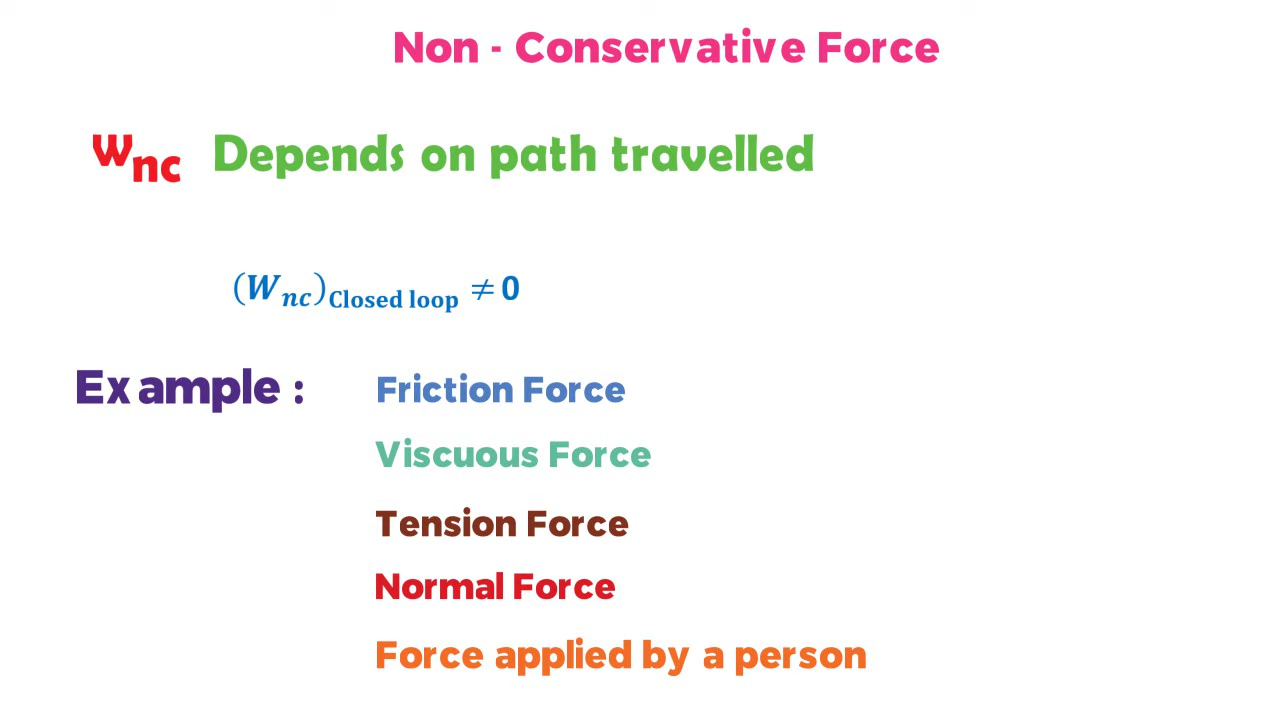 Non - Conservative Force
Wnc Depends on path travelled
(Wnc)Closed loop ≠ 0
Example : Friction Force
Viscuous Force
Tension Force
Normal Force
Force applied by a person